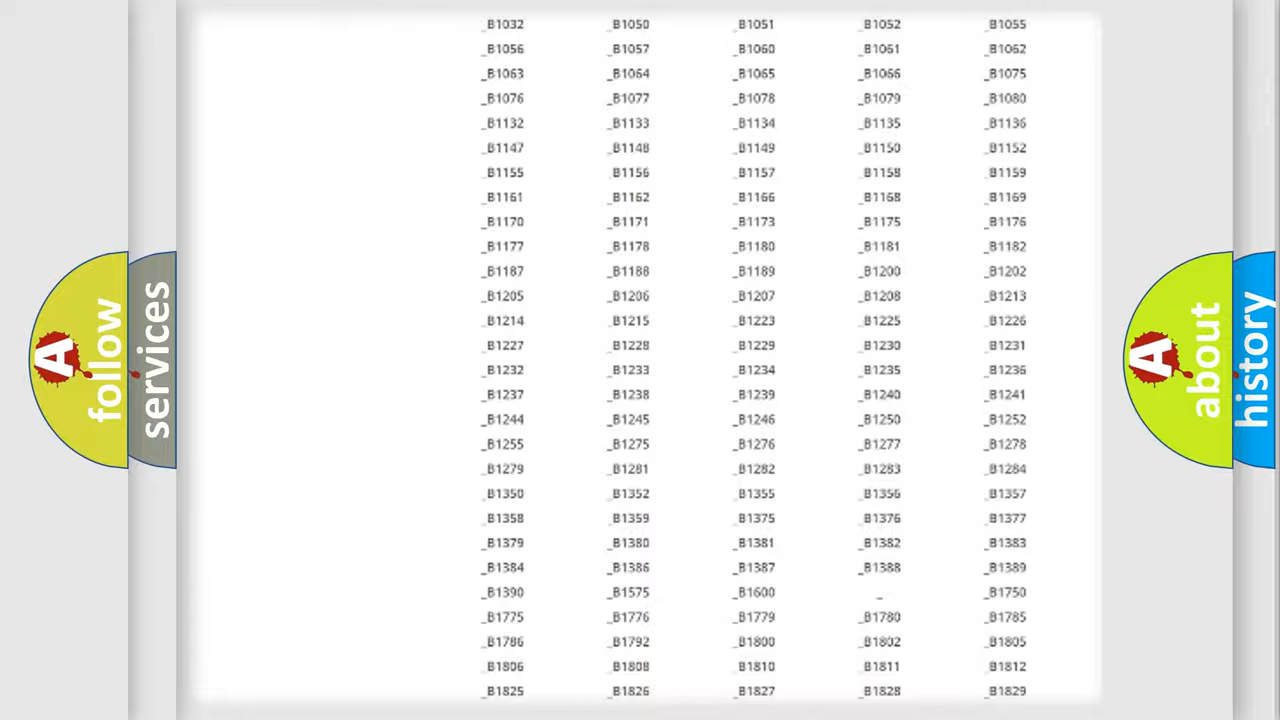 _B1032 _B1050 _B1051 _B1052 _B1055
_B1056 _B1057 _B1060 _B1061 _B1062
_B1063 _B1064 _B1065 _B1066 _B1075
_B1076 _B1077 _B1078 _B1079 _B1080
_B1132 _B1133 _B1134 _B1135 _B1136
_B1147 _B1148 _B1149 _B1150 _B1152
_B1155 _B1156 _B1157 _B1158 _B1159
_B1161 _B1162 _B1166 _B1168 _B1169
_B1170 _B1171 _B1173 _B1175 _B1176
_B1177 _B1178 _B1180 _B1181 _B1182
_B1187 _B1188 _B1189 _B1200 _B1202
_B1205 _B1206 _B1207 _B1208 _B1213
_B1214 _B1215 _B1223 _B1225 _B1226
_B1227 _B1228 _B1229 _B1230 _B1231
_B1232 _B1233 _B1234 _B1235 _B1236
_B1237 _B1238 _B1239 _B1240 _B1241
_B1244 _B1245 _B1246 _B1250 _B1252
_B1255 _B1275 _B1276 _B1277 _B1278
_B1279 _B1281 _B1282 _B1283 _B1284
_B1350 _B1352 _B1355 _B1356 _B1357
_B1358 _B1359 _B1375 _B1376 _B1377
_B1379 _B1380 _B1381 _B1382 _B1383
_B1384 _B1386 _B1387 _B1388 _B1389
_B1390 _B1575 _B1600 _ _B1750
_B1775 _B1776 _B1779 _B1780 _B1785
_B1786 _B1792 _B1800 _B1802 _B1805
_B1806 _B1808 _B1810 _B1811 _B1812
_B1825 _B1826 _B1827 _B1828 _B1829
A follow
services
A about
history